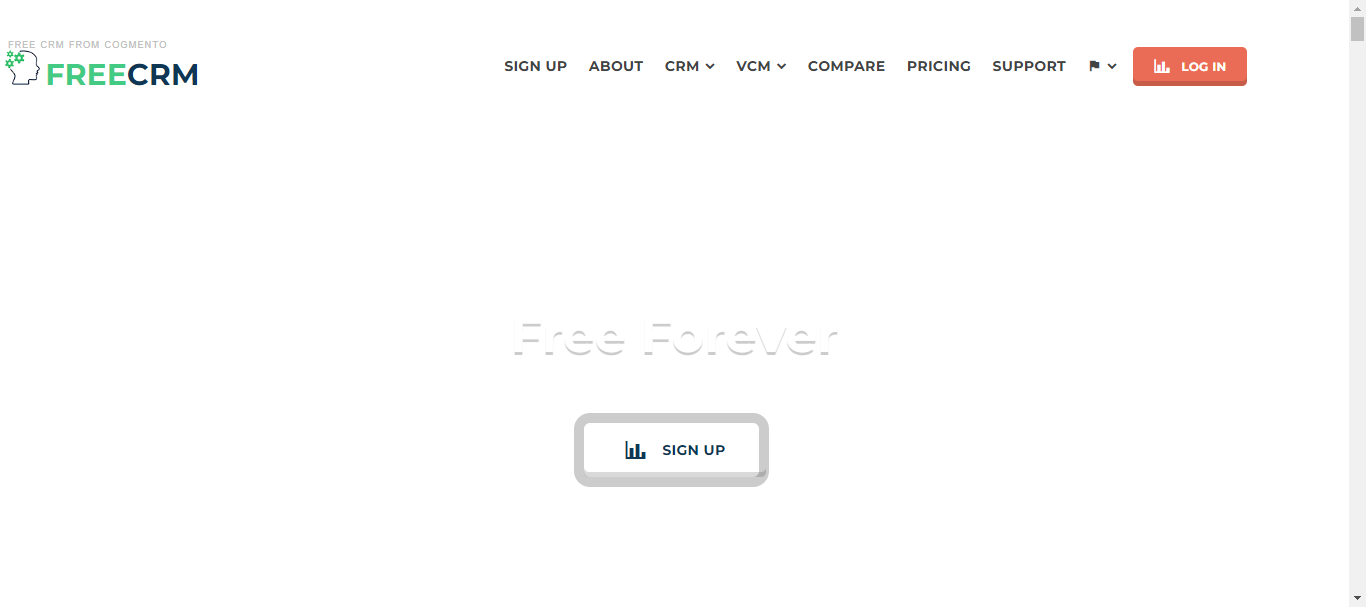 FREE CRM FROM COGMENTO
FREECRM
SIGN UP ABOUT CRM VCM COMPARE PRICING SUPPORT LOG IN
Free Forever
SIGN UP